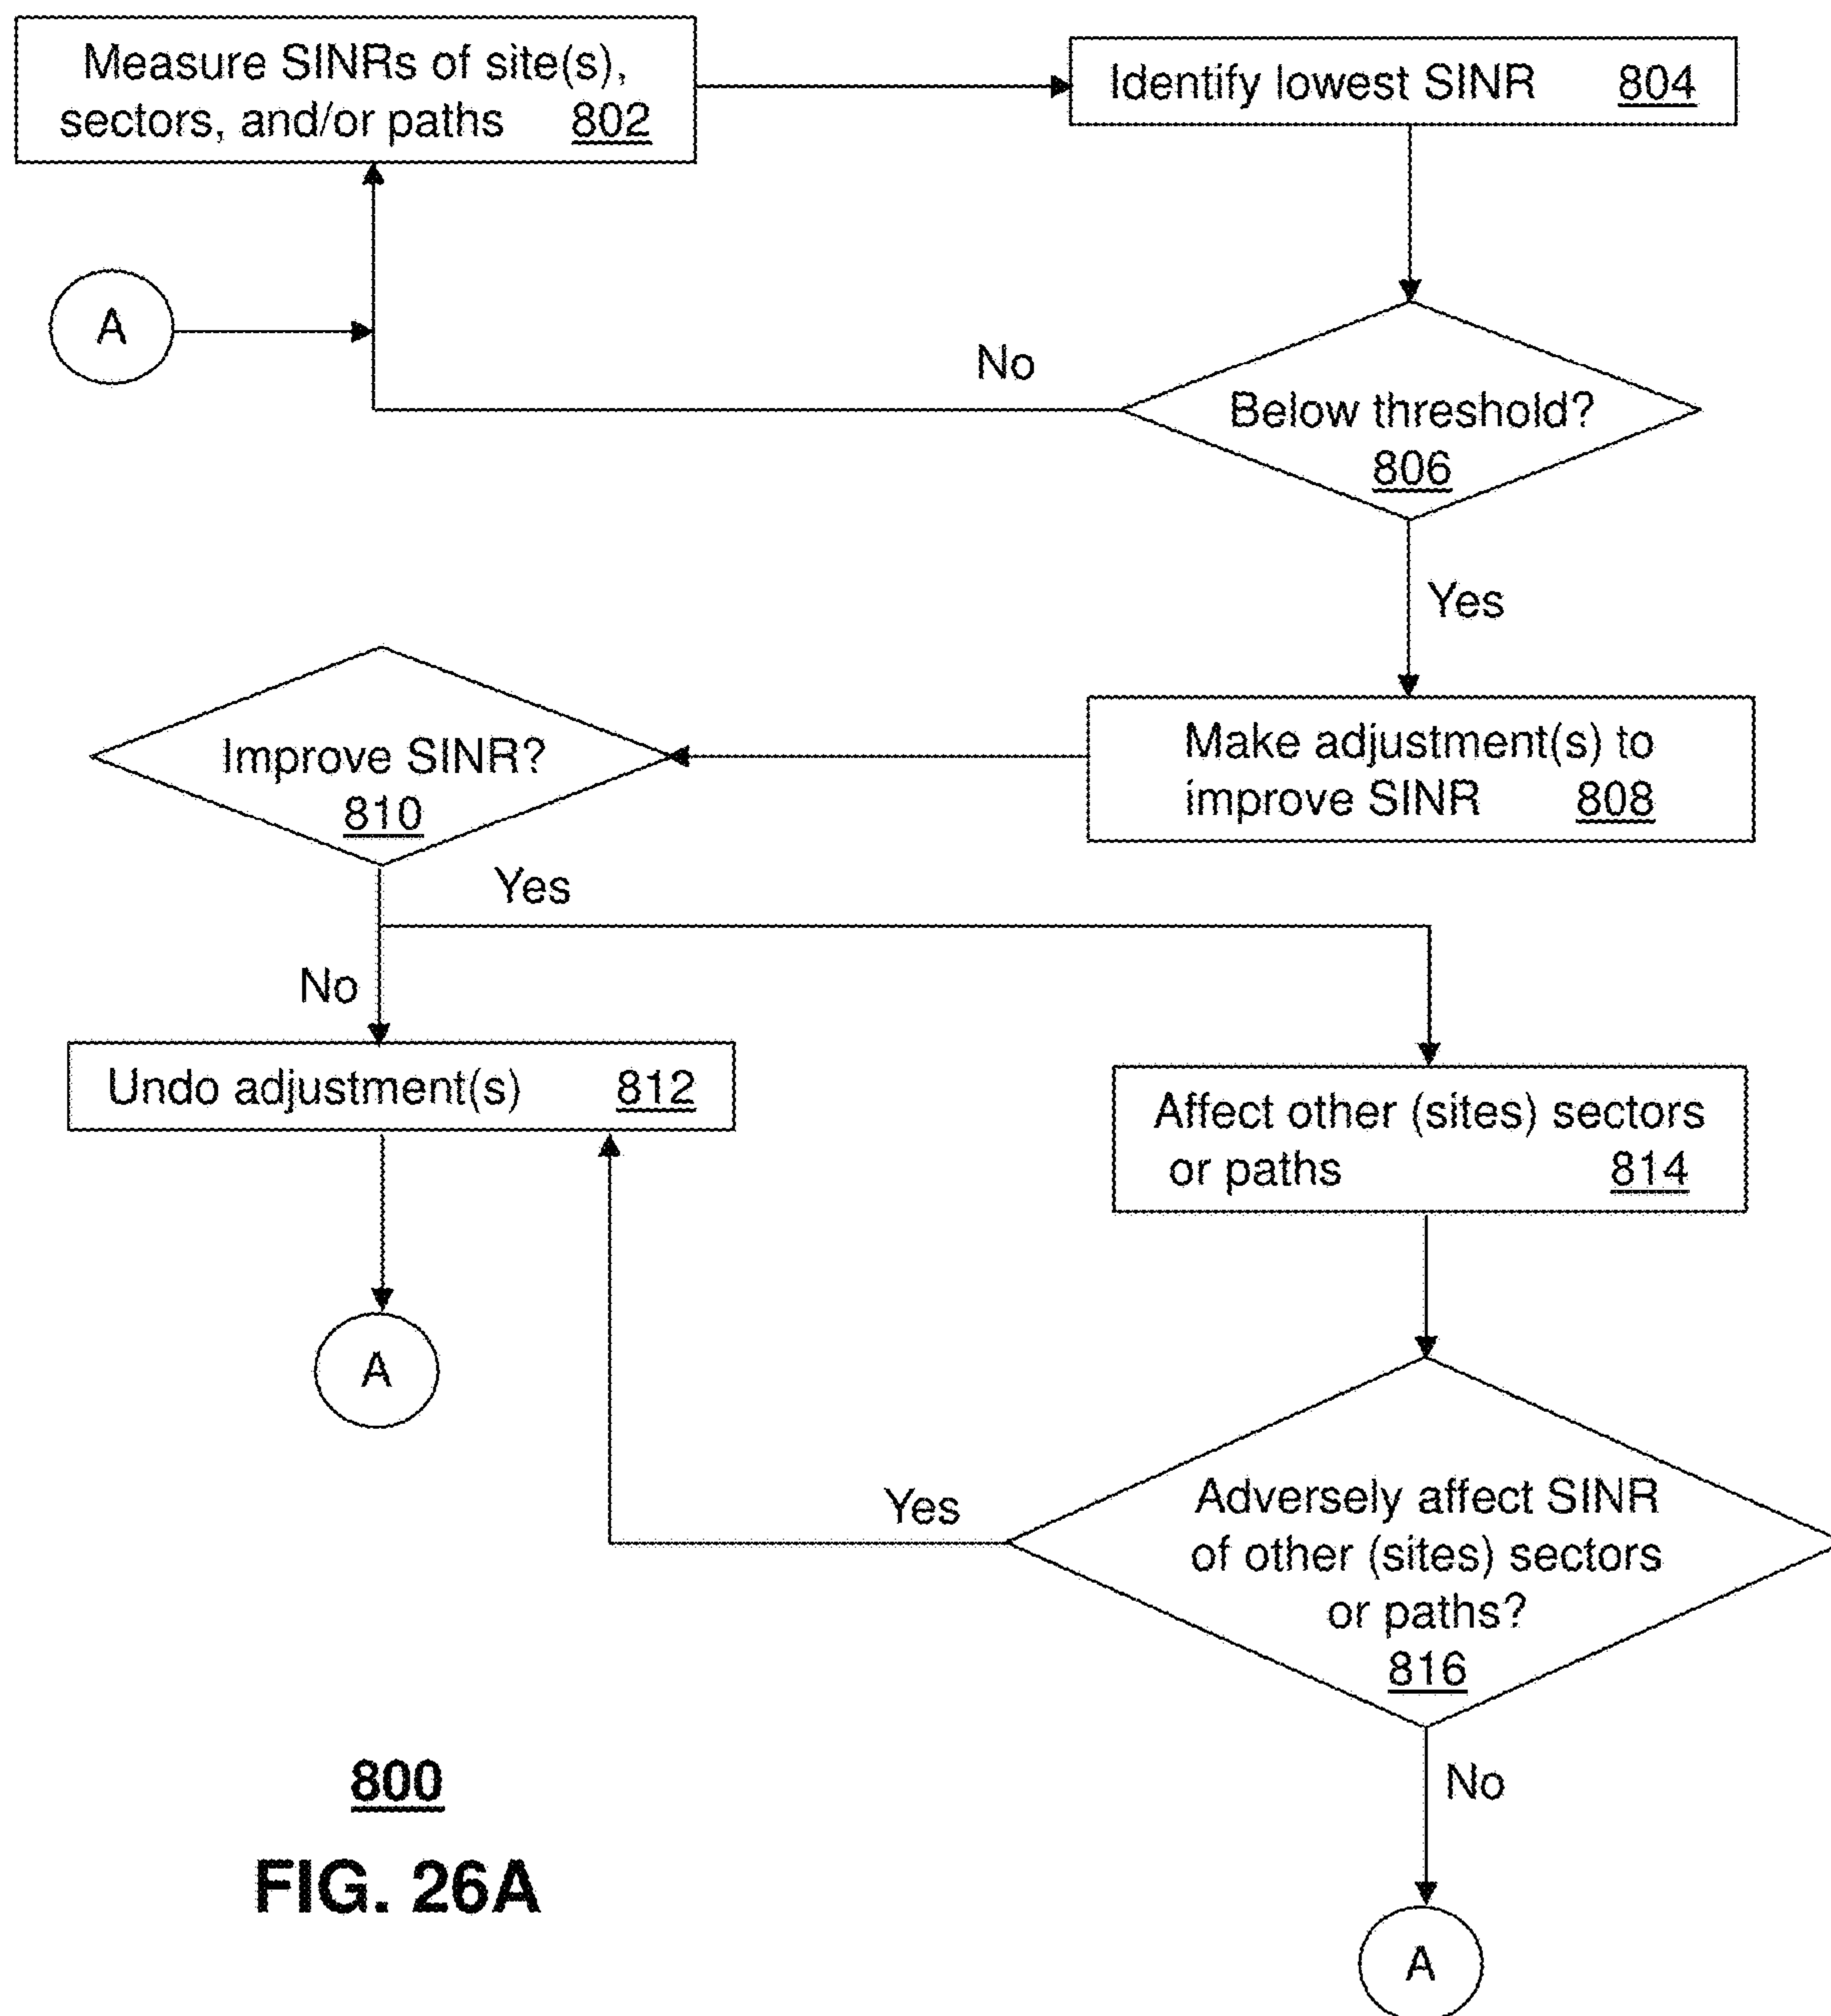 Measure SINRs of site(s),
sectors, and/or paths 802
Identify lowest SINR 804
A
No
Below threshold?
806
Yes
Improve SINR?
810
Make adjustment(s) to
improve SINR 808
Yes
No
Undo adjustment(s) 812
Affect other (sites) sectors
or paths 814
A
Yes
Adversely affect SINR
of other (sites) sectors
or paths?
816
No
800
FIG. 26A
A